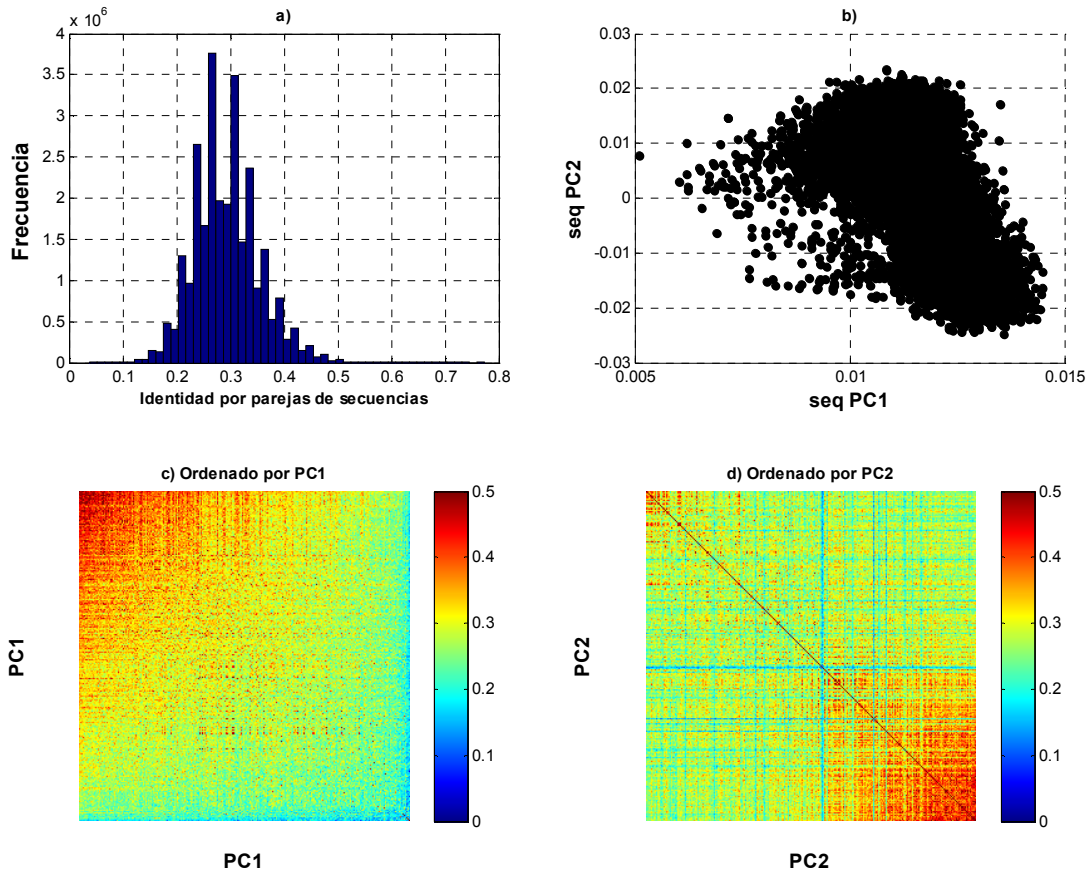 a)
x 10^6
4
3.5
3
2.5
2
1.5
1
0.5
0
Frecuencia
0 0.1 0.2 0.3 0.4 0.5 0.6 0.7 0.8
Identidad por parejas de secuencias
b)
0.03
0.02
0.01
0
-0.01
-0.02
-0.03
seq PC2
0.005 0.01 0.015
seq PC1
c) Ordenado por PC1
PC1
0.5
0.4
0.3
0.2
0.1
0
PC1
d) Ordenado por PC2
PC2
0.5
0.4
0.3
0.2
0.1
0
PC2